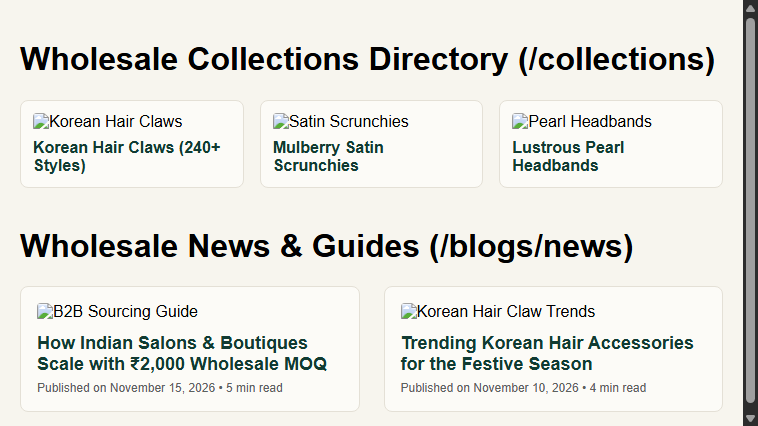 Wholesale Collections Directory (/collections)
Korean Hair Claws
Satin Scrunchies
Pearl Headbands
Korean Hair Claws (240+
Styles)
Mulberry Satin
Scrunchies
Lustrous Pearl
Headbands
Wholesale News & Guides (/blogs/news)
B2B Sourcing Guide
How Indian Salons & Boutiques
Scale with ₹2,000 Wholesale MOQ
Published on November 15, 2026 • 5 min read
Korean Hair Claw Trends
Trending Korean Hair Accessories
for the Festive Season
Published on November 10, 2026 • 4 min read